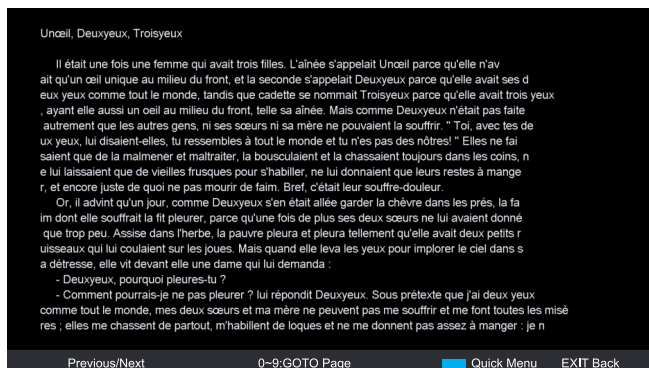 Unœil, Deuxyeux, Troisyeux
Il était une fois une femme qui avait trois filles. L'aînée s'appelait Unœil parce qu'elle n'av
ait qu'un œil unique au milieu du front, et la seconde s'appelait Deuxyeux parce qu'elle avait ses d
eux yeux comme tout le monde, tandis que cadette se nommait Troisyeux parce qu'elle avait trois yeux
, ayant elle aussi un oeil au milieu du front, telle sa aînée. Mais comme Deuxyeux n'était pas faite
autrement que les autres gens, ni ses sœurs ni sa mère ne pouvaient la souffrir. " Toi, avec tes de
ux yeux, lui disaient-elles, tu ressembles à tout le monde et tu n'es pas des nôtres! " Elles ne fai
saient que de la malmener et maltraiter, la bousculaient et la chassaient toujours dans les coins, n
e lui laissaient que de vieilles frusques pour s'habiller, ne lui donnaient que leurs restes à mange
r, et encore juste de quoi ne pas mourir de faim. Bref, c'était leur souffre-douleur.
Or, il advint qu'un jour, comme Deuxyeux s'en était allée garder la chèvre dans les prés, la fa
im dont elle souffrait la fit pleurer, parce qu'une fois de plus ses deux sœurs ne lui avaient donné
que trop peu. Assise dans l'herbe, la pauvre pleura et pleura tellement qu'elle avait deux petits r
uisseaux qui lui coulaient sur les joues. Mais quand elle leva les yeux pour implorer le ciel dans s
a détresse, elle vit devant elle une dame qui lui demanda :
- Deuxyeux, pourquoi pleures-tu ?
- Comment pourrais-je ne pas pleurer ? lui répondit Deuxyeux. Sous prétexte que j'ai deux yeux
comme tout le monde, mes deux sœurs et ma mère ne peuvent pas me souffrir et me font toutes les misè
res ; elles me chassent de partout, m'habillent de loques et ne me donnent pas assez à manger : je n
Previous/Next 0~9:GOTO Page Quick Menu EXIT Back